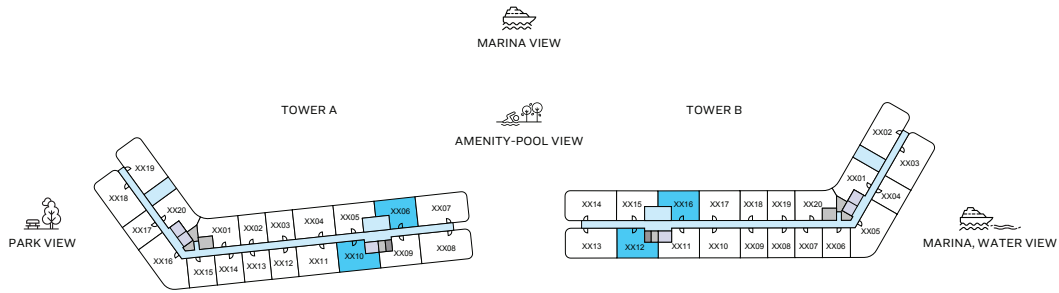 MARINA VIEW
TOWER A
TOWER B
AMENITY-POOL VIEW
PARK VIEW
MARINA, WATER VIEW
XX19
XX18
XX20
XX17
XX16
XX01
XX02
XX03
XX04
XX05
XX06
XX07
XX15
XX14
XX13
XX12
XX11
XX10
XX09
XX08
XX02
XX03
XX01
XX04
XX05
XX14
XX15
XX16
XX17
XX18
XX19
XX20
XX13
XX12
XX11
XX10
XX09
XX08
XX07
XX06